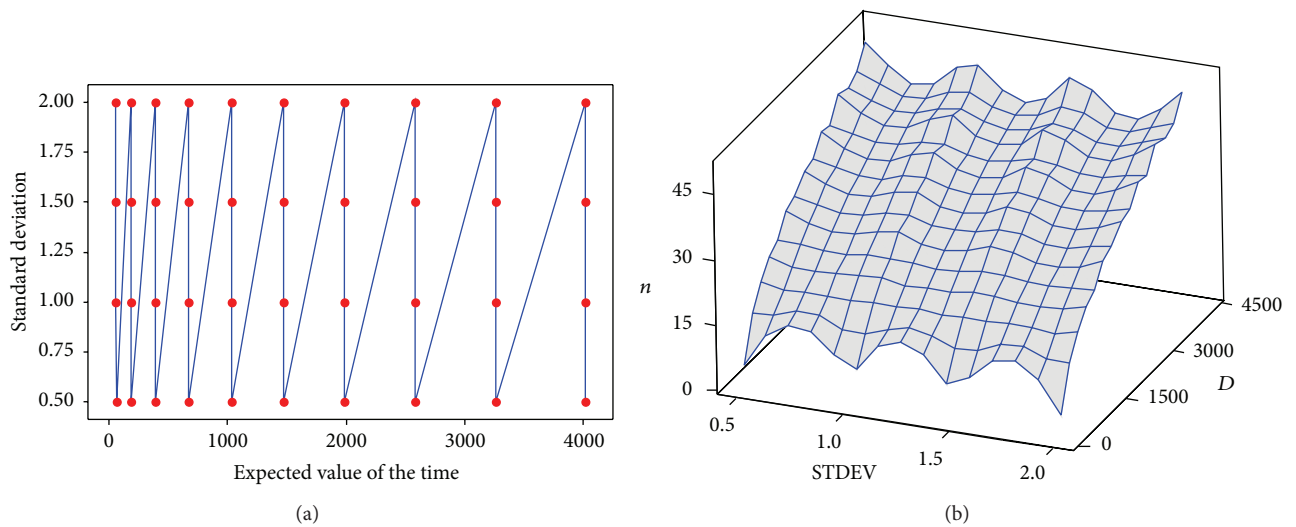 2.00
1.75
1.50
1.25
1.00
0.75
0.50
Standard deviation
0 1000 2000 3000 4000
Expected value of the time
(a)
45
30
15
0
n
0.5 1.0 1.5 2.0
STDEV
4500
3000
1500
0
D
(b)